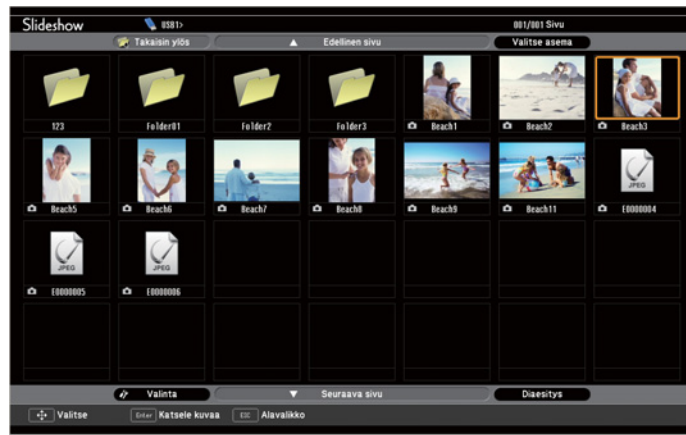 Slideshow USB1> 001/001 Sivu
Takaisin ylös ▲ Edellinen sivu Valitse asema
123 Folder01 Folder2 Folder3 Beach1 Beach2 Beach3
JPEG
Beach5 Beach6 Beach7 Beach8 Beach9 Beach11 E0000004
JPEG JPEG
E0000005 E0000006
Valinta ▼ Seuraava sivu Diaesitys
Valitse Enter Katsele kuvaa ESC Alavalikko